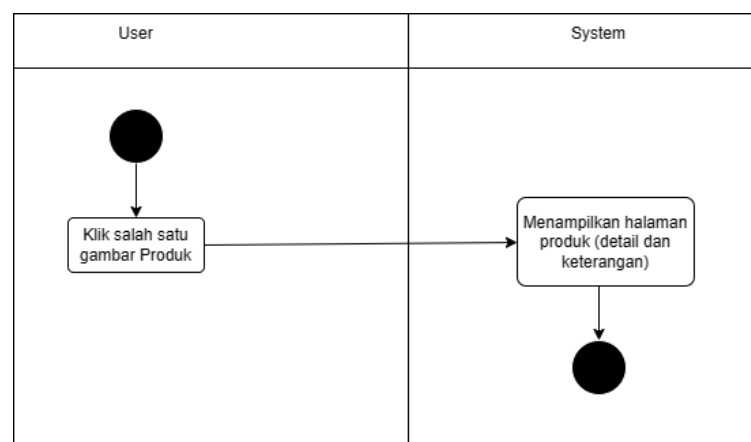 User
System
Klik salah satu
gambar Produk
Menampilkan halaman
produk (detail dan
keterangan)